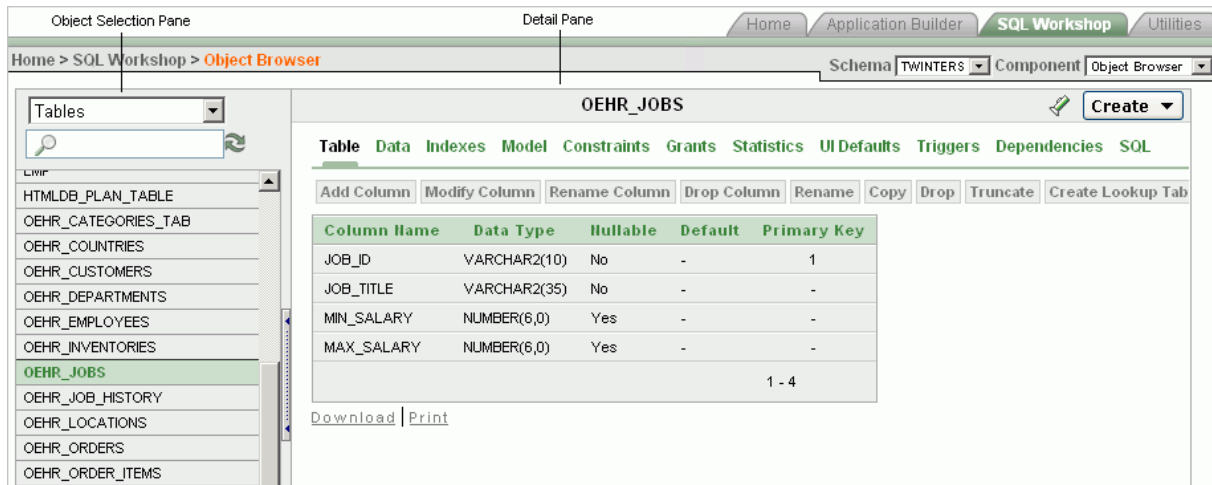 Object Selection Pane
Detail Pane
Home Application Builder SQL Workshop Utilities
Home > SQL Workshop > Object Browser
Schema TWINTERS Component Object Browser
Tables
OEHR_JOBS
Create
Table Data Indexes Model Constraints Grants Statistics UI Defaults Triggers Dependencies SQL
Add Column Modify Column Rename Column Drop Column Rename Copy Drop Truncate Create Lookup Tab
EMP
HTMLDB_PLAN_TABLE
OEHR_CATEGORIES_TAB
OEHR_COUNTRIES
OEHR_CUSTOMERS
OEHR_DEPARTMENTS
OEHR_EMPLOYEES
OEHR_INVENTORIES
OEHR_JOBS
OEHR_JOB_HISTORY
OEHR_LOCATIONS
OEHR_ORDERS
OEHR_ORDER_ITEMS
Column Name Data Type Nullable Default Primary Key
JOB_ID VARCHAR2(10) No - 1
JOB_TITLE VARCHAR2(35) No - -
MIN_SALARY NUMBER(6,0) Yes - -
MAX_SALARY NUMBER(6,0) Yes - -
1 - 4
Download | Print